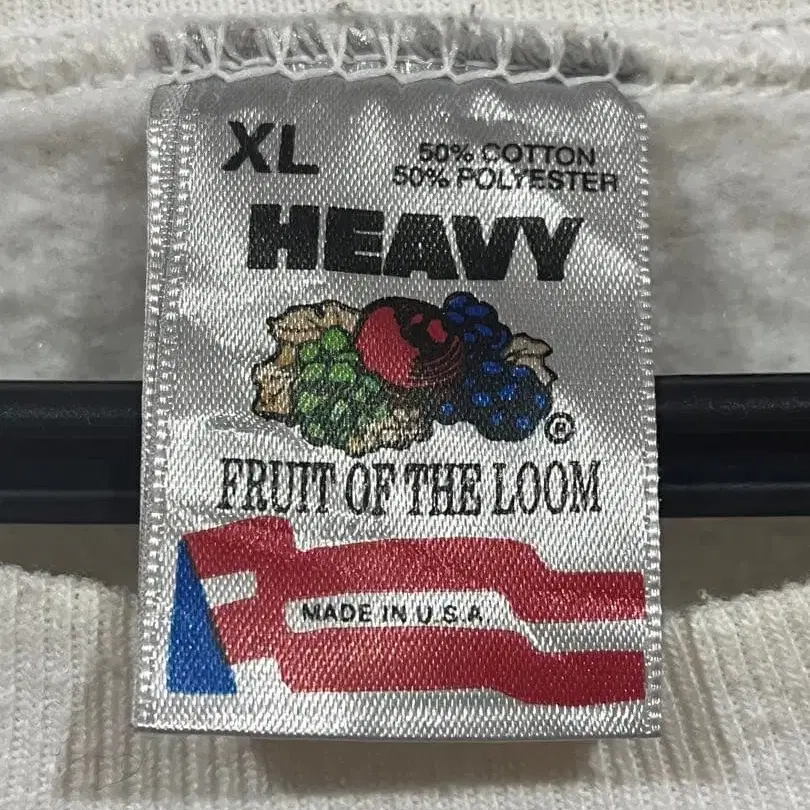 XL
50% COTTON
50% POLYESTER
HEAVY
®
FRUIT OF THE LOOM
MADE IN U.S.A